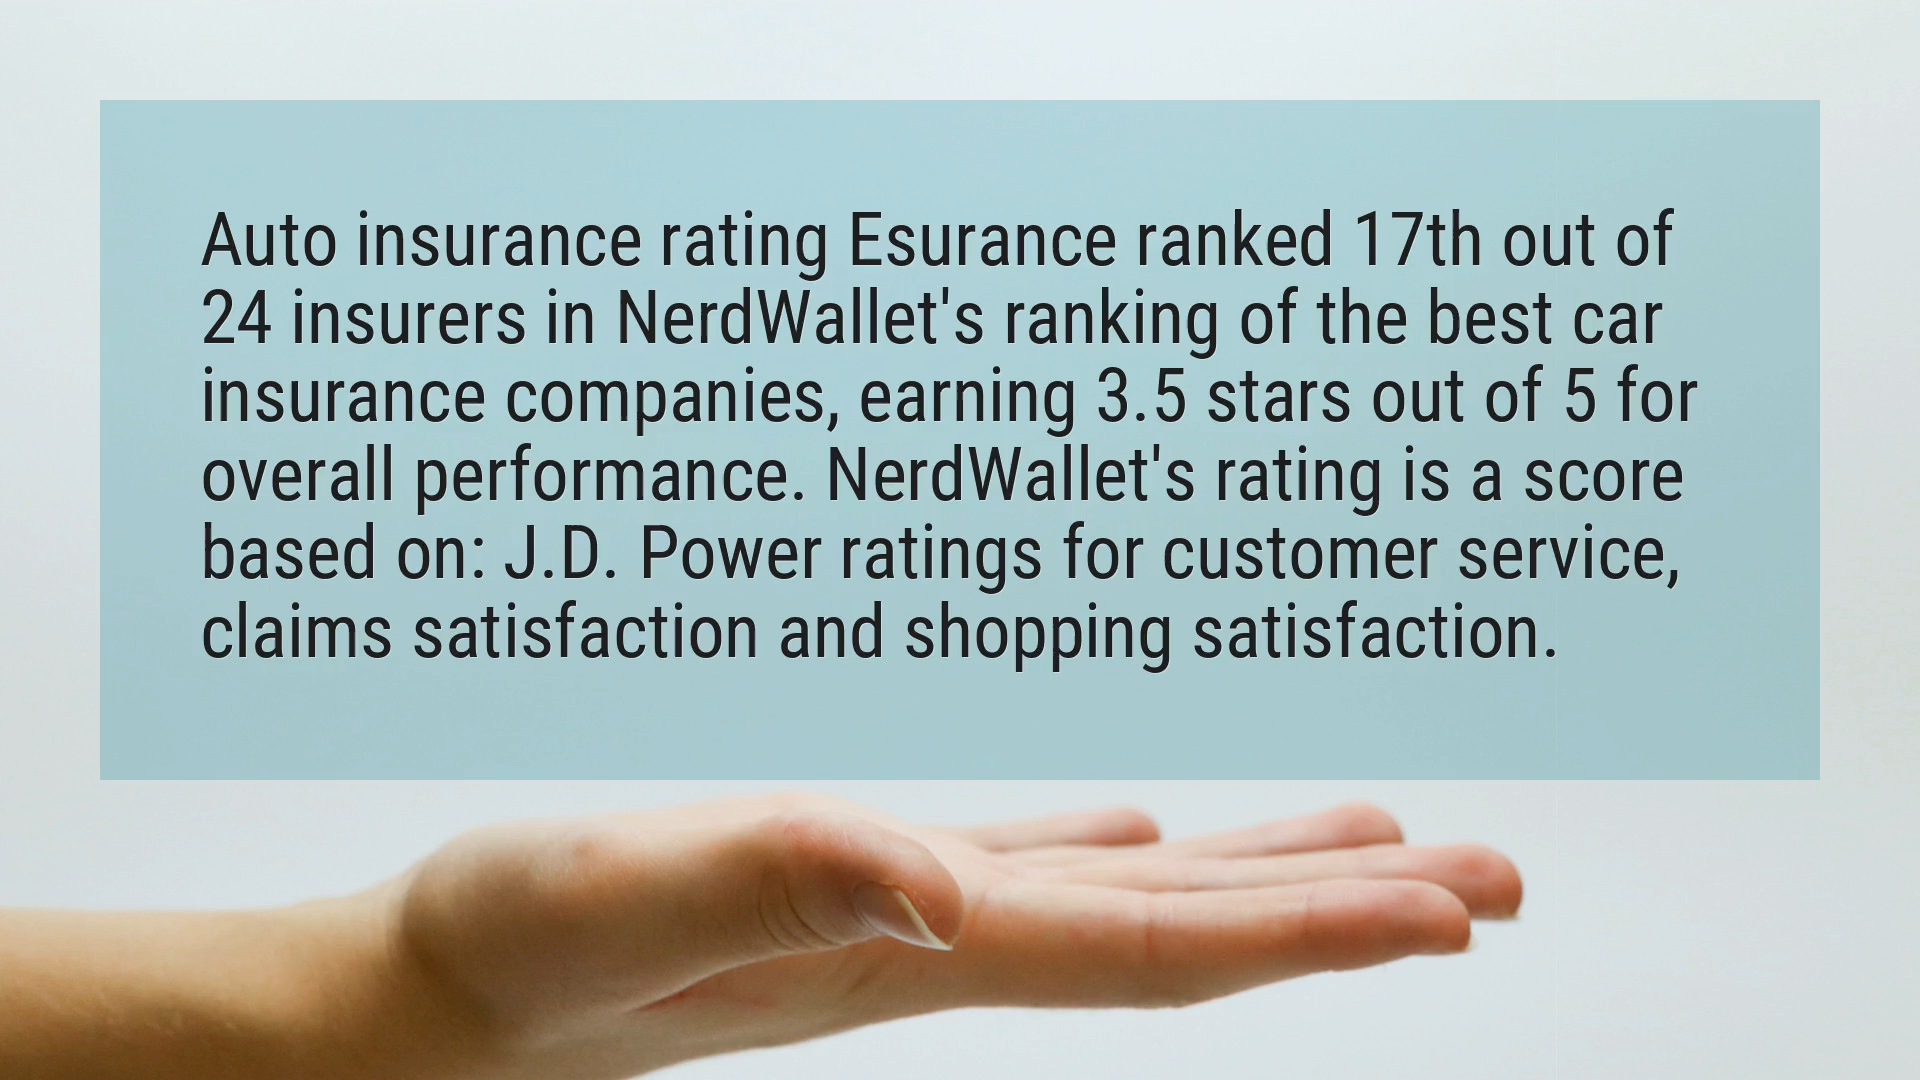 Auto insurance rating Esurance ranked 17th out of
24 insurers in NerdWallet's ranking of the best car
insurance companies, earning 3.5 stars out of 5 for
overall performance. NerdWallet's rating is a score
based on: J.D. Power ratings for customer service,
claims satisfaction and shopping satisfaction.